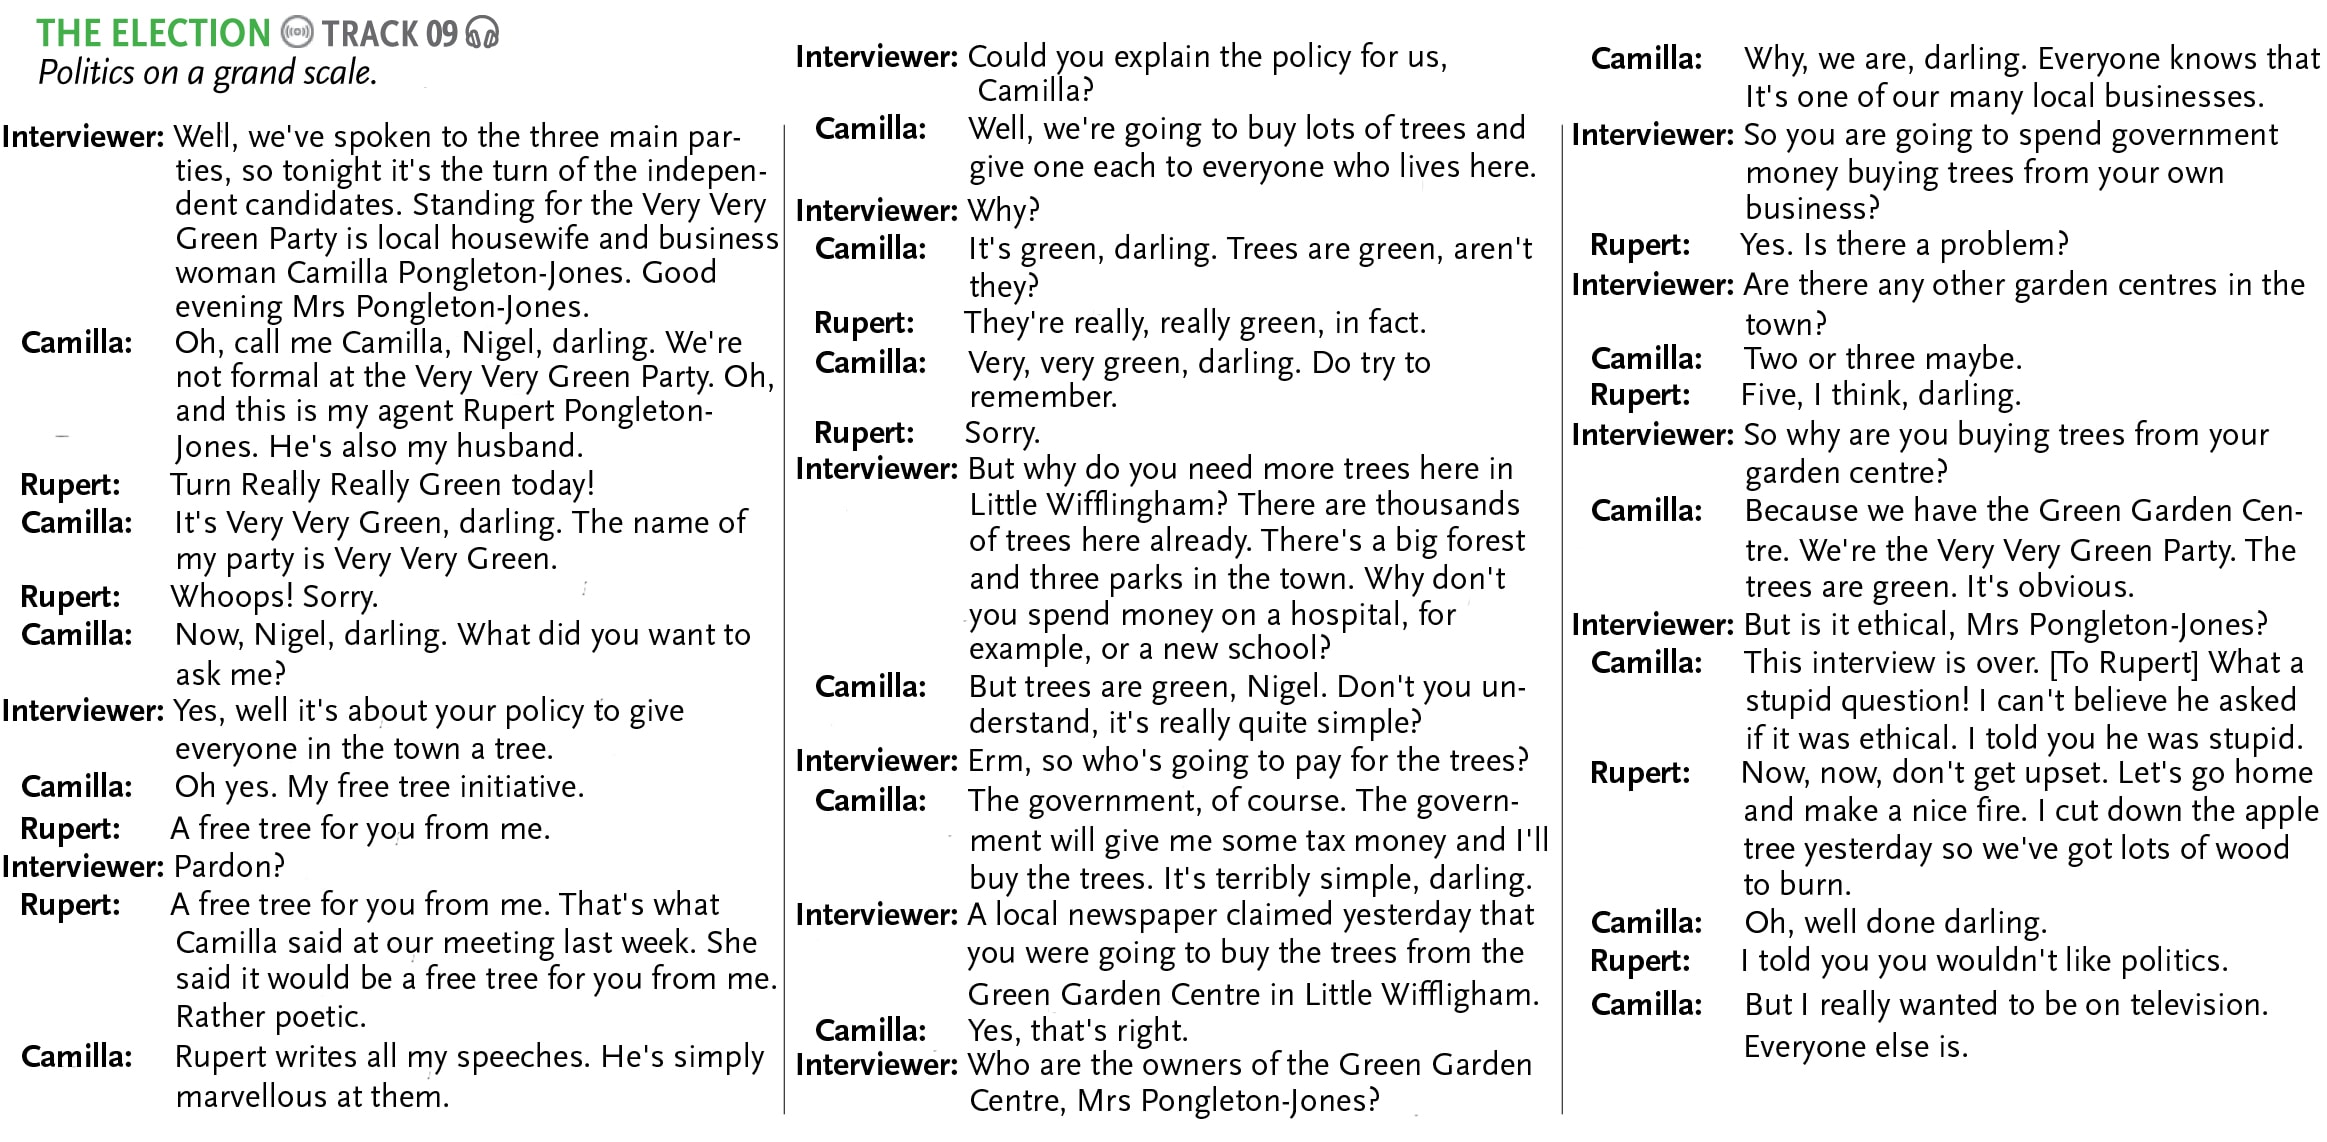 THE ELECTION TRACK 09
Politics on a grand scale.
Interviewer: Well, we've spoken to the three main par-
ties, so tonight it's the turn of the indepen-
dent candidates. Standing for the Very Very
Green Party is local housewife and business
woman Camilla Pongleton-Jones. Good
evening Mrs Pongleton-Jones.
Camilla: Oh, call me Camilla, Nigel, darling. We're
not formal at the Very Very Green Party. Oh,
and this is my agent Rupert Pongleton-
Jones. He's also my husband.
Rupert: Turn Really Really Green today!
Camilla: It's Very Very Green, darling. The name of
my party is Very Very Green.
Rupert: Whoops! Sorry.
Camilla: Now, Nigel, darling. What did you want to
ask me?
Interviewer: Yes, well it's about your policy to give
everyone in the town a tree.
Camilla: Oh yes. My free tree initiative.
Rupert: A free tree for you from me.
Interviewer: Pardon?
Rupert: A free tree for you from me. That's what
Camilla said at our meeting last week. She
said it would be a free tree for you from me.
Rather poetic.
Camilla: Rupert writes all my speeches. He's simply
marvellous at them.
Interviewer: Could you explain the policy for us,
Camilla?
Camilla: Well, we're going to buy lots of trees and
give one each to everyone who lives here.
Interviewer: Why?
Camilla: It's green, darling. Trees are green, aren't
they?
Rupert: They're really, really green, in fact.
Camilla: Very, very green, darling. Do try to
remember.
Rupert: Sorry.
Interviewer: But why do you need more trees here in
Little Wifflingham? There are thousands
of trees here already. There's a big forest
and three parks in the town. Why don't
you spend money on a hospital, for
example, or a new school?
Camilla: But trees are green, Nigel. Don't you un-
derstand, it's really quite simple?
Interviewer: Erm, so who's going to pay for the trees?
Camilla: The government, of course. The govern-
ment will give me some tax money and I'll
buy the trees. It's terribly simple, darling.
Interviewer: A local newspaper claimed yesterday that
you were going to buy the trees from the
Green Garden Centre in Little Wiffligham.
Camilla: Yes, that's right.
Interviewer: Who are the owners of the Green Garden
Centre, Mrs Pongleton-Jones?
Camilla: Why, we are, darling. Everyone knows that
It's one of our many local businesses.
Interviewer: So you are going to spend government
money buying trees from your own
business?
Rupert: Yes. Is there a problem?
Interviewer: Are there any other garden centres in the
town?
Camilla: Two or three maybe.
Rupert: Five, I think, darling.
Interviewer: So why are you buying trees from your
garden centre?
Camilla: Because we have the Green Garden Cen-
tre. We're the Very Very Green Party. The
trees are green. It's obvious.
Interviewer: But is it ethical, Mrs Pongleton-Jones?
Camilla: This interview is over. [To Rupert] What a
stupid question! I can't believe he asked
if it was ethical. I told you he was stupid.
Rupert: Now, now, don't get upset. Let's go home
and make a nice fire. I cut down the apple
tree yesterday so we've got lots of wood
to burn.
Camilla: Oh, well done darling.
Rupert: I told you you wouldn't like politics.
Camilla: But I really wanted to be on television.
Everyone else is.